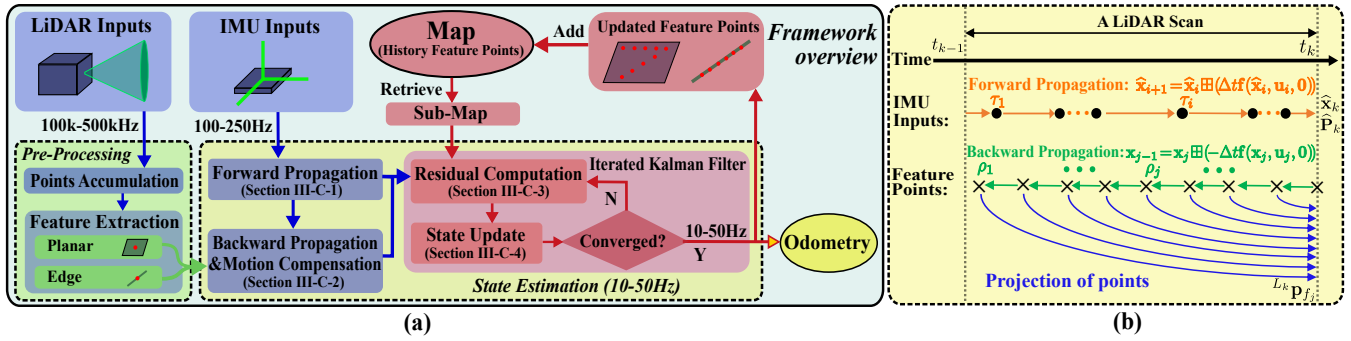 LiDAR Inputs
IMU Inputs
Map
(History Feature Points)
Add
Updated Feature Points
Framework
overview
Retrieve
Sub-Map
100k-500kHz
100-250Hz
Pre-Processing
Points Accumulation
Feature Extraction
Planar
Edge
Forward Propagation
(Section III-C-1)
Backward Propagation
&Motion Compensation
(Section III-C-2)
Iterated Kalman Filter
Residual Computation
(Section III-C-3)
N
State Update
(Section III-C-4)
Converged?
10-50Hz
Y
Odometry
State Estimation (10-50Hz)
(a)
A LiDAR Scan
t_{k-1}
t_k
Time
Forward Propagation: x̂_{i+1}=x̂_i⊞(Δtf(x̂_i, u_i, 0))
IMU
Inputs:
τ_1
τ_i
x̂_k
P̂_k
Backward Propagation:x_{j-1}=x_j⊞(-Δtf(x_j, u_j, 0))
Feature
Points:
ρ_1
ρ_j
Projection of points
^{L_k}p_{f_j}
(b)